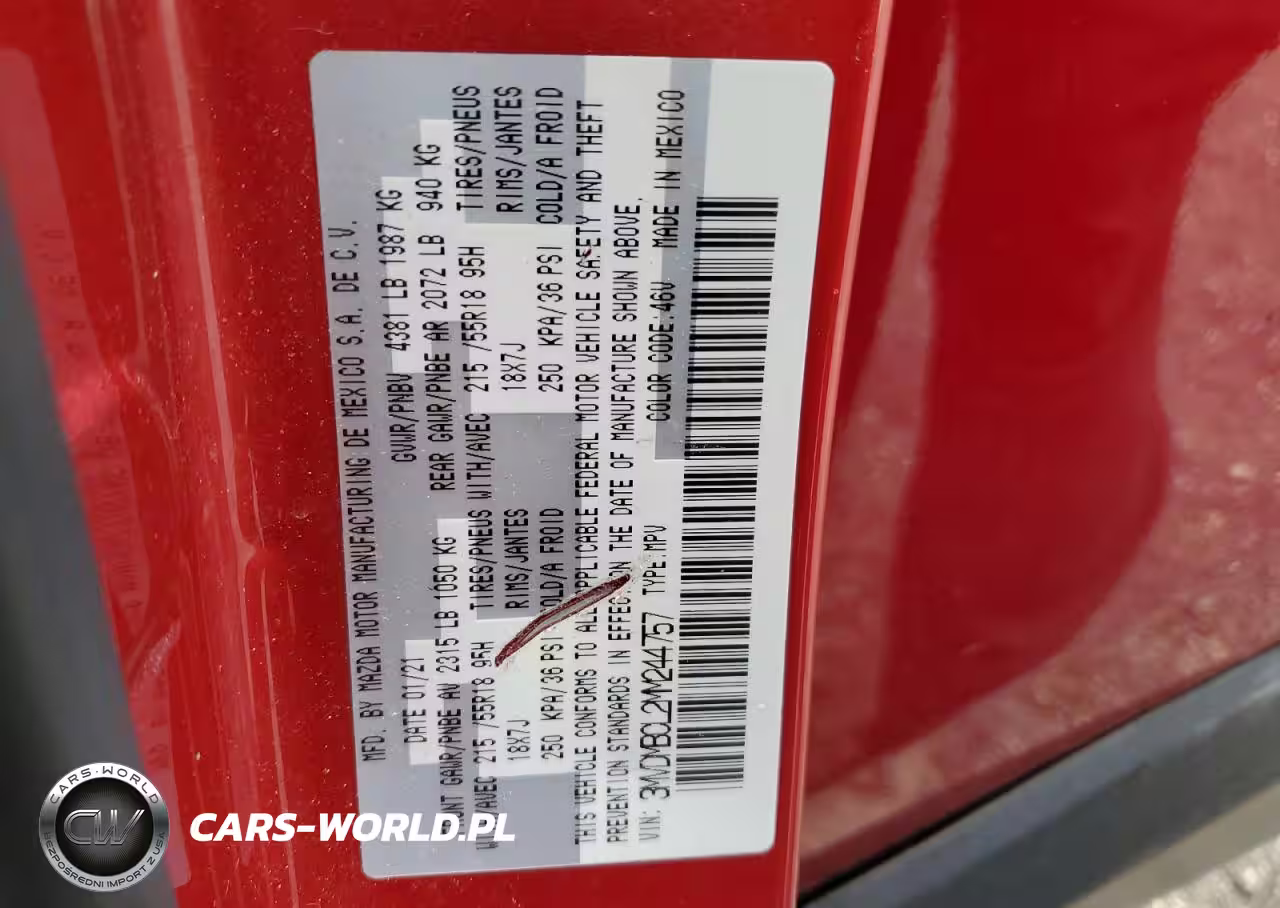 MFD. BY MAZDA MOTOR MANUFACTURING DE MEXICO S.A. DE C.V.
DATE 01/21 GVWR/PNBV 4381 LB 1987 KG
FRONT GAWR/PNBE AV 2315 LB 1050 KG REAR GAWR/PNBE AR 2072 LB 940 KG
WITH/AVEC 215 /55R18 95H TIRES/PNEUS WITH/AVEC 215 /55R18 95H TIRES/PNEUS
18X7J RIMS/JANTES 18X7J RIMS/JANTES
250 KPA/36 PSI COLD/A FROID 250 KPA/36 PSI COLD/A FROID
THIS VEHICLE CONFORMS TO ALL APPLICABLE FEDERAL MOTOR VEHICLE SAFETY AND THEFT
PREVENTION STANDARDS IN EFFECT ON THE DATE OF MANUFACTURE SHOWN ABOVE,
VIN: 3MVDMBCL2MM244757 TYPE:MPV COLOR CODE:46V MADE IN MEXICO
CARS-WORLD
CW
BEZPOŚREDNI IMPORT Z USA
CARS-WORLD.PL